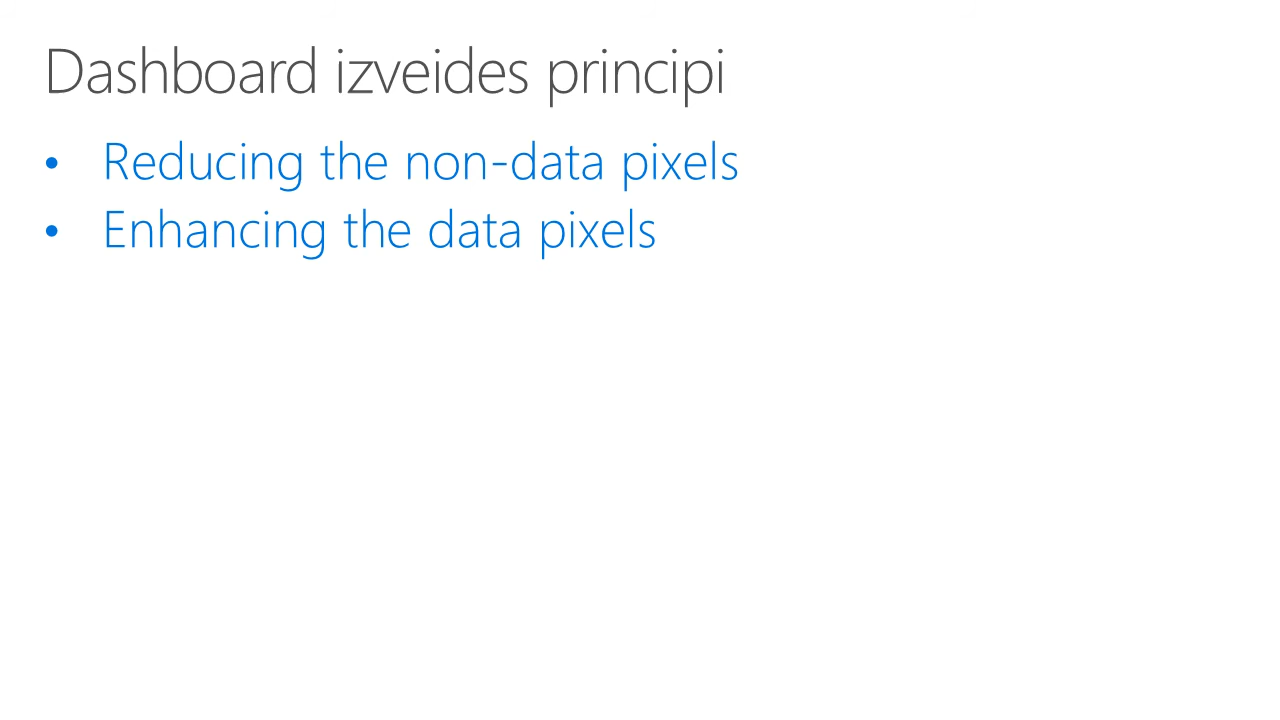 Dashboard izveides principi
• Reducing the non-data pixels
• Enhancing the data pixels